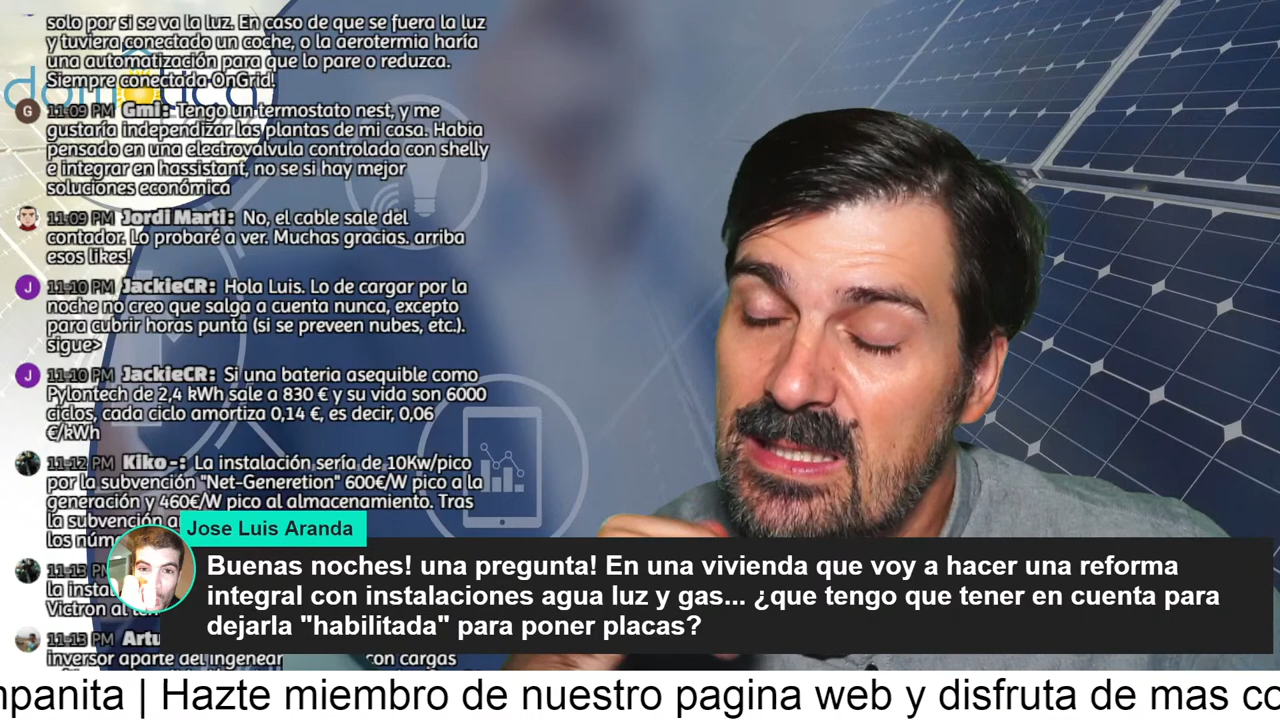 solo por si se va la luz. En caso de que se fuera la luz
y tuviera conectado un coche, o la aerotermia haría
una automatización para que lo pare o reduzca.
Siempre conectada OnGrid!
G 11:09 PM Gmi: Tengo un termostato nest, y me
gustaría independizar las plantas de mi casa. Habia
pensado en una electroválvula controlada con shelly
e integrar en hassistant, no se si hay mejor
soluciones económica
11:09 PM Jordi Marti: No, el cable sale del
contador. Lo probaré a ver. Muchas gracias. arriba
esos likes!
J 11:10 PM JackieCR: Hola Luis. Lo de cargar por la
noche no creo que salga a cuenta nunca, excepto
para cubrir horas punta (si se preveen nubes, etc.).
sigue>
J 11:10 PM JackieCR: Si una bateria asequible como
Pylontech de 2,4 kWh sale a 830 € y su vida son 6000
ciclos, cada ciclo amortiza 0,14 €, es decir, 0,06
€/kWh
11:12 PM Kiko-: La instalación sería de 10Kw/pico
por la subvención "Net-Generetion" 600€/W pico a la
generación y 460€/W pico al almacenamiento. Tras
la subvención
los
11:13
la
Victron al
11:13 PM
inversor aparte del con cargas
Jose Luis Aranda
Buenas noches! una pregunta! En una vivienda que voy a hacer una reforma
integral con instalaciones agua luz y gas... ¿que tengo que tener en cuenta para
dejarla "habilitada" para poner placas?
mpanita | Hazte miembro de nuestro pagina web y disfruta de mas co